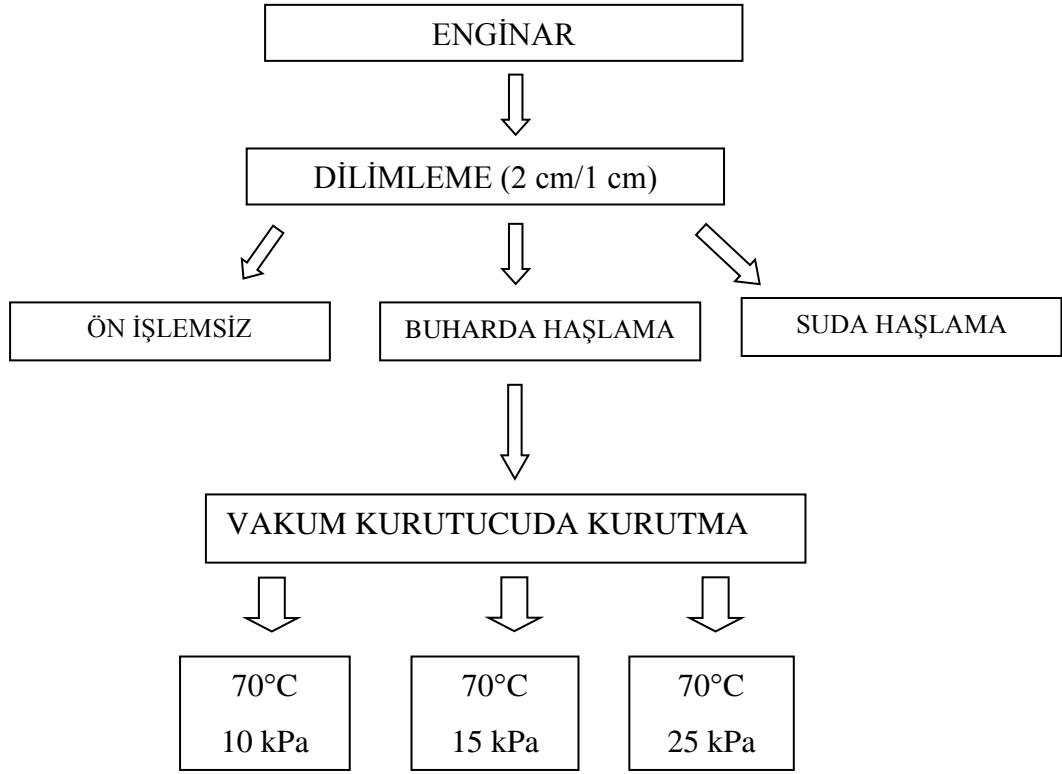 ENGİNAR
DİLİMLEME (2 cm/1 cm)
ÖN İŞLEMSİZ
BUHARDA HAŞLAMA
SUDA HAŞLAMA
VAKUM KURUTUCUDA KURUTMA
70°C
10 kPa
70°C
15 kPa
70°C
25 kPa